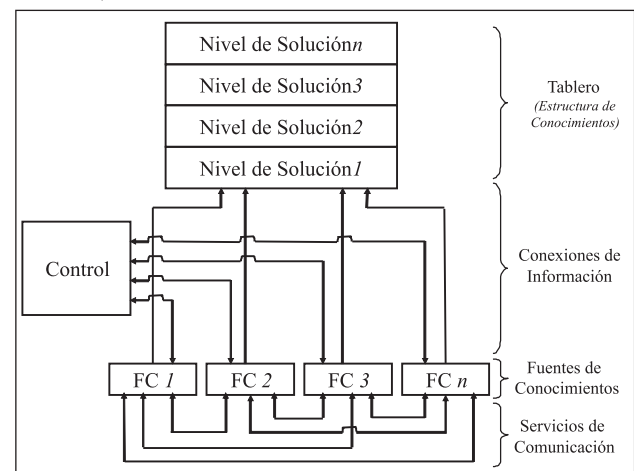 Nivel de Solución n
Nivel de Solución 3
Nivel de Solución 2
Nivel de Solución 1
Tablero
(Estructura de
Conocimientos)
Control
Conexiones de
Información
FC 1
FC 2
FC 3
FC n
Fuentes de
Conocimientos
Servicios de
Comunicación